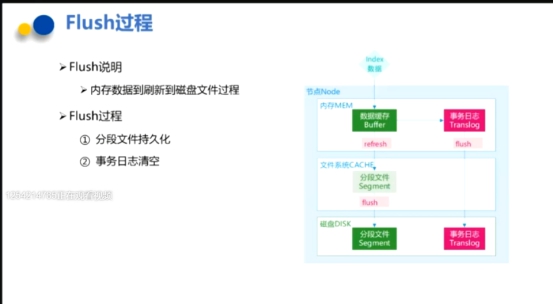 Flush过程
➢Flush说明
➢内存数据到刷新到磁盘文件过程
➢Flush过程
① 分段文件持久化
② 事务日志清空
Index
数据
节点Node
内存MEM
数据缓存
Buffer
事务日志
Translog
refresh
flush
文件系统CACHE
分段文件
Segment
flush
磁盘DISK
分段文件
Segment
事务日志
Translog